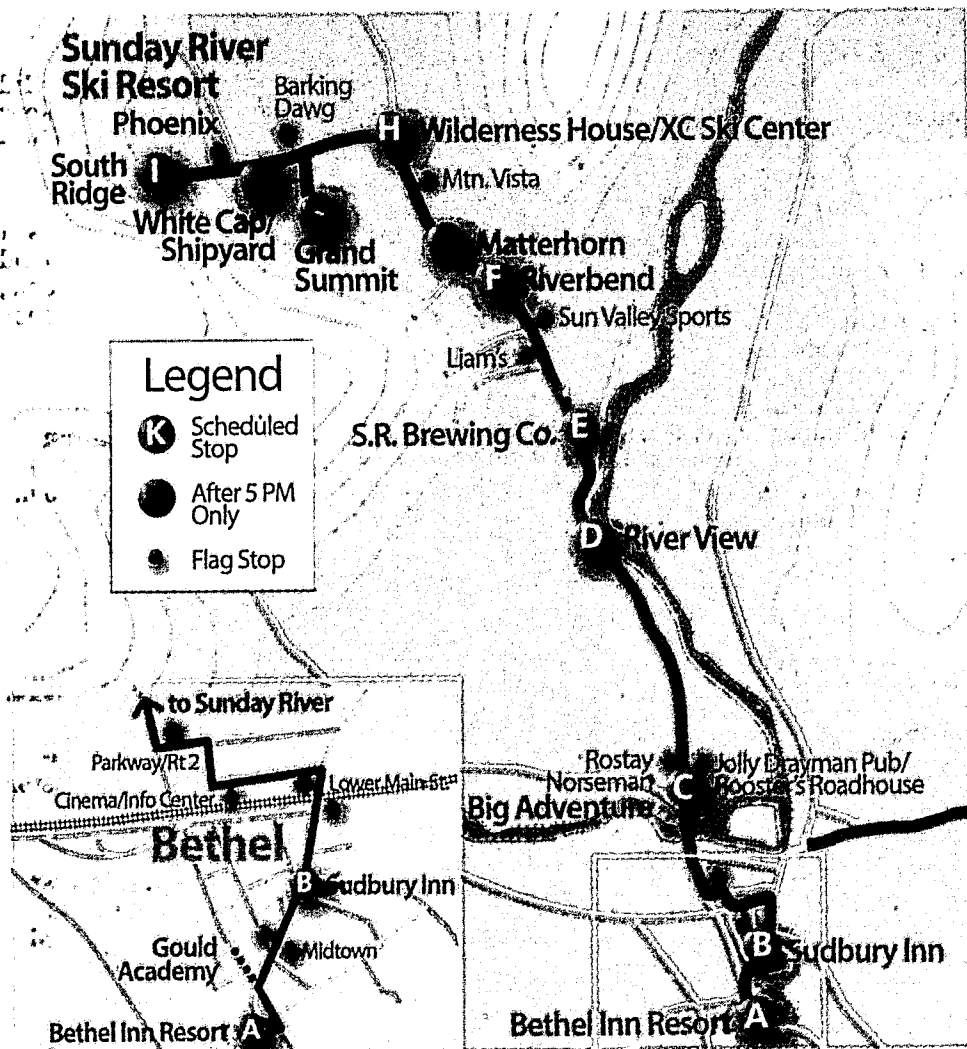 Sunday River
Ski Resort
Barking
Dawg
Phoenix
H
Wilderness House/XC Ski Center
South
Ridge
I
Mtn. Vista
White Cap/
Shipyard
Grand
Summit
Matterhorn
F
Riverbend
Sun Valley Sports
Liam's
Legend
K
Scheduled
Stop
After 5 PM
Only
Flag Stop
S.R. Brewing Co.
E
D
River View
to Sunday River
Parkway/Rt 2
Cinema/Info Center
Lower Main St.
Bethel
B
Sudbury Inn
Gould
Academy
Midtown
Bethel Inn Resort
A
Rostay
Norseman
Big Adventure
C
Jolly Drayman Pub/
Rooster's Roadhouse
B
Sudbury Inn
Bethel Inn Resort
A